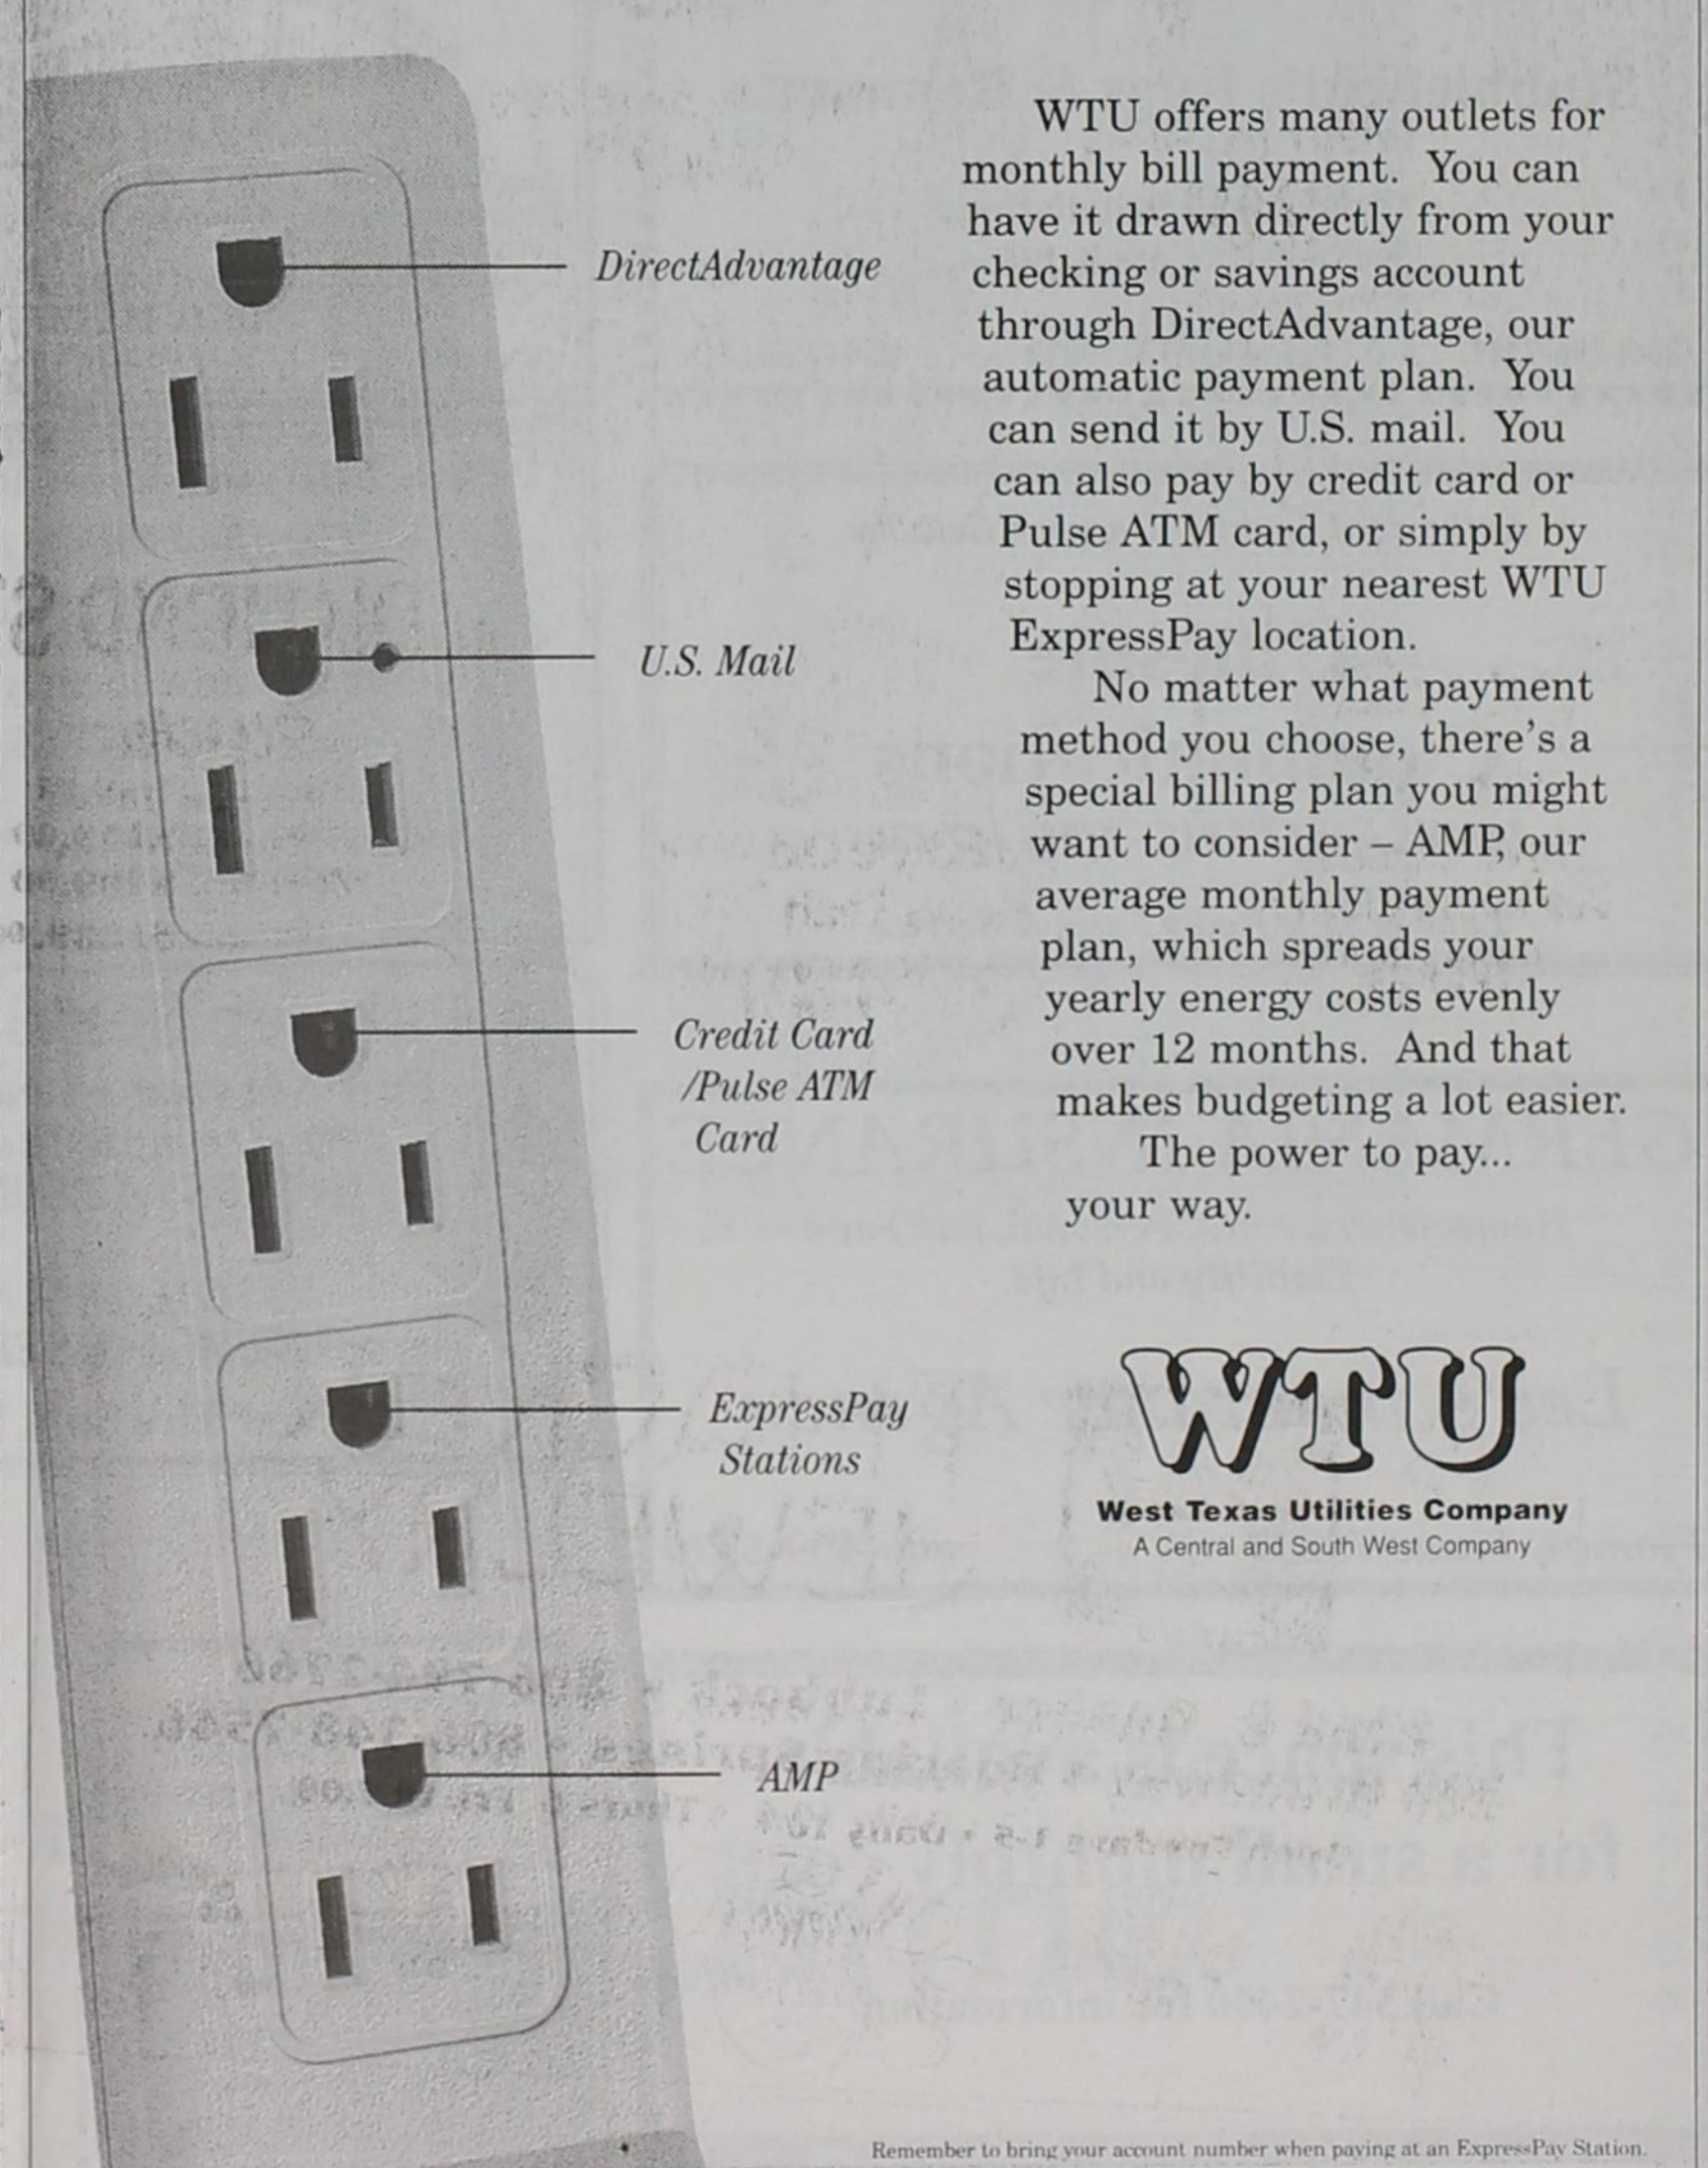 DirectAdvantage
U.S. Mail
Credit Card
/Pulse ATM
Card
ExpressPay
Stations
AMP
WTU offers many outlets for
monthly bill payment. You can
have it drawn directly from your
checking or savings account
through DirectAdvantage, our
automatic payment plan. You
can send it by U.S. mail. You
can also pay by credit card or
Pulse ATM card, or simply by
stopping at your nearest WTU
ExpressPay location.
No matter what payment
method you choose, there's a
special billing plan you might
want to consider – AMP, our
average monthly payment
plan, which spreads your
yearly energy costs evenly
over 12 months. And that
makes budgeting a lot easier.
The power to pay...
your way.
WTU
West Texas Utilities Company
A Central and South West Company
Remember to bring your account number when paying at an ExpressPay Station.